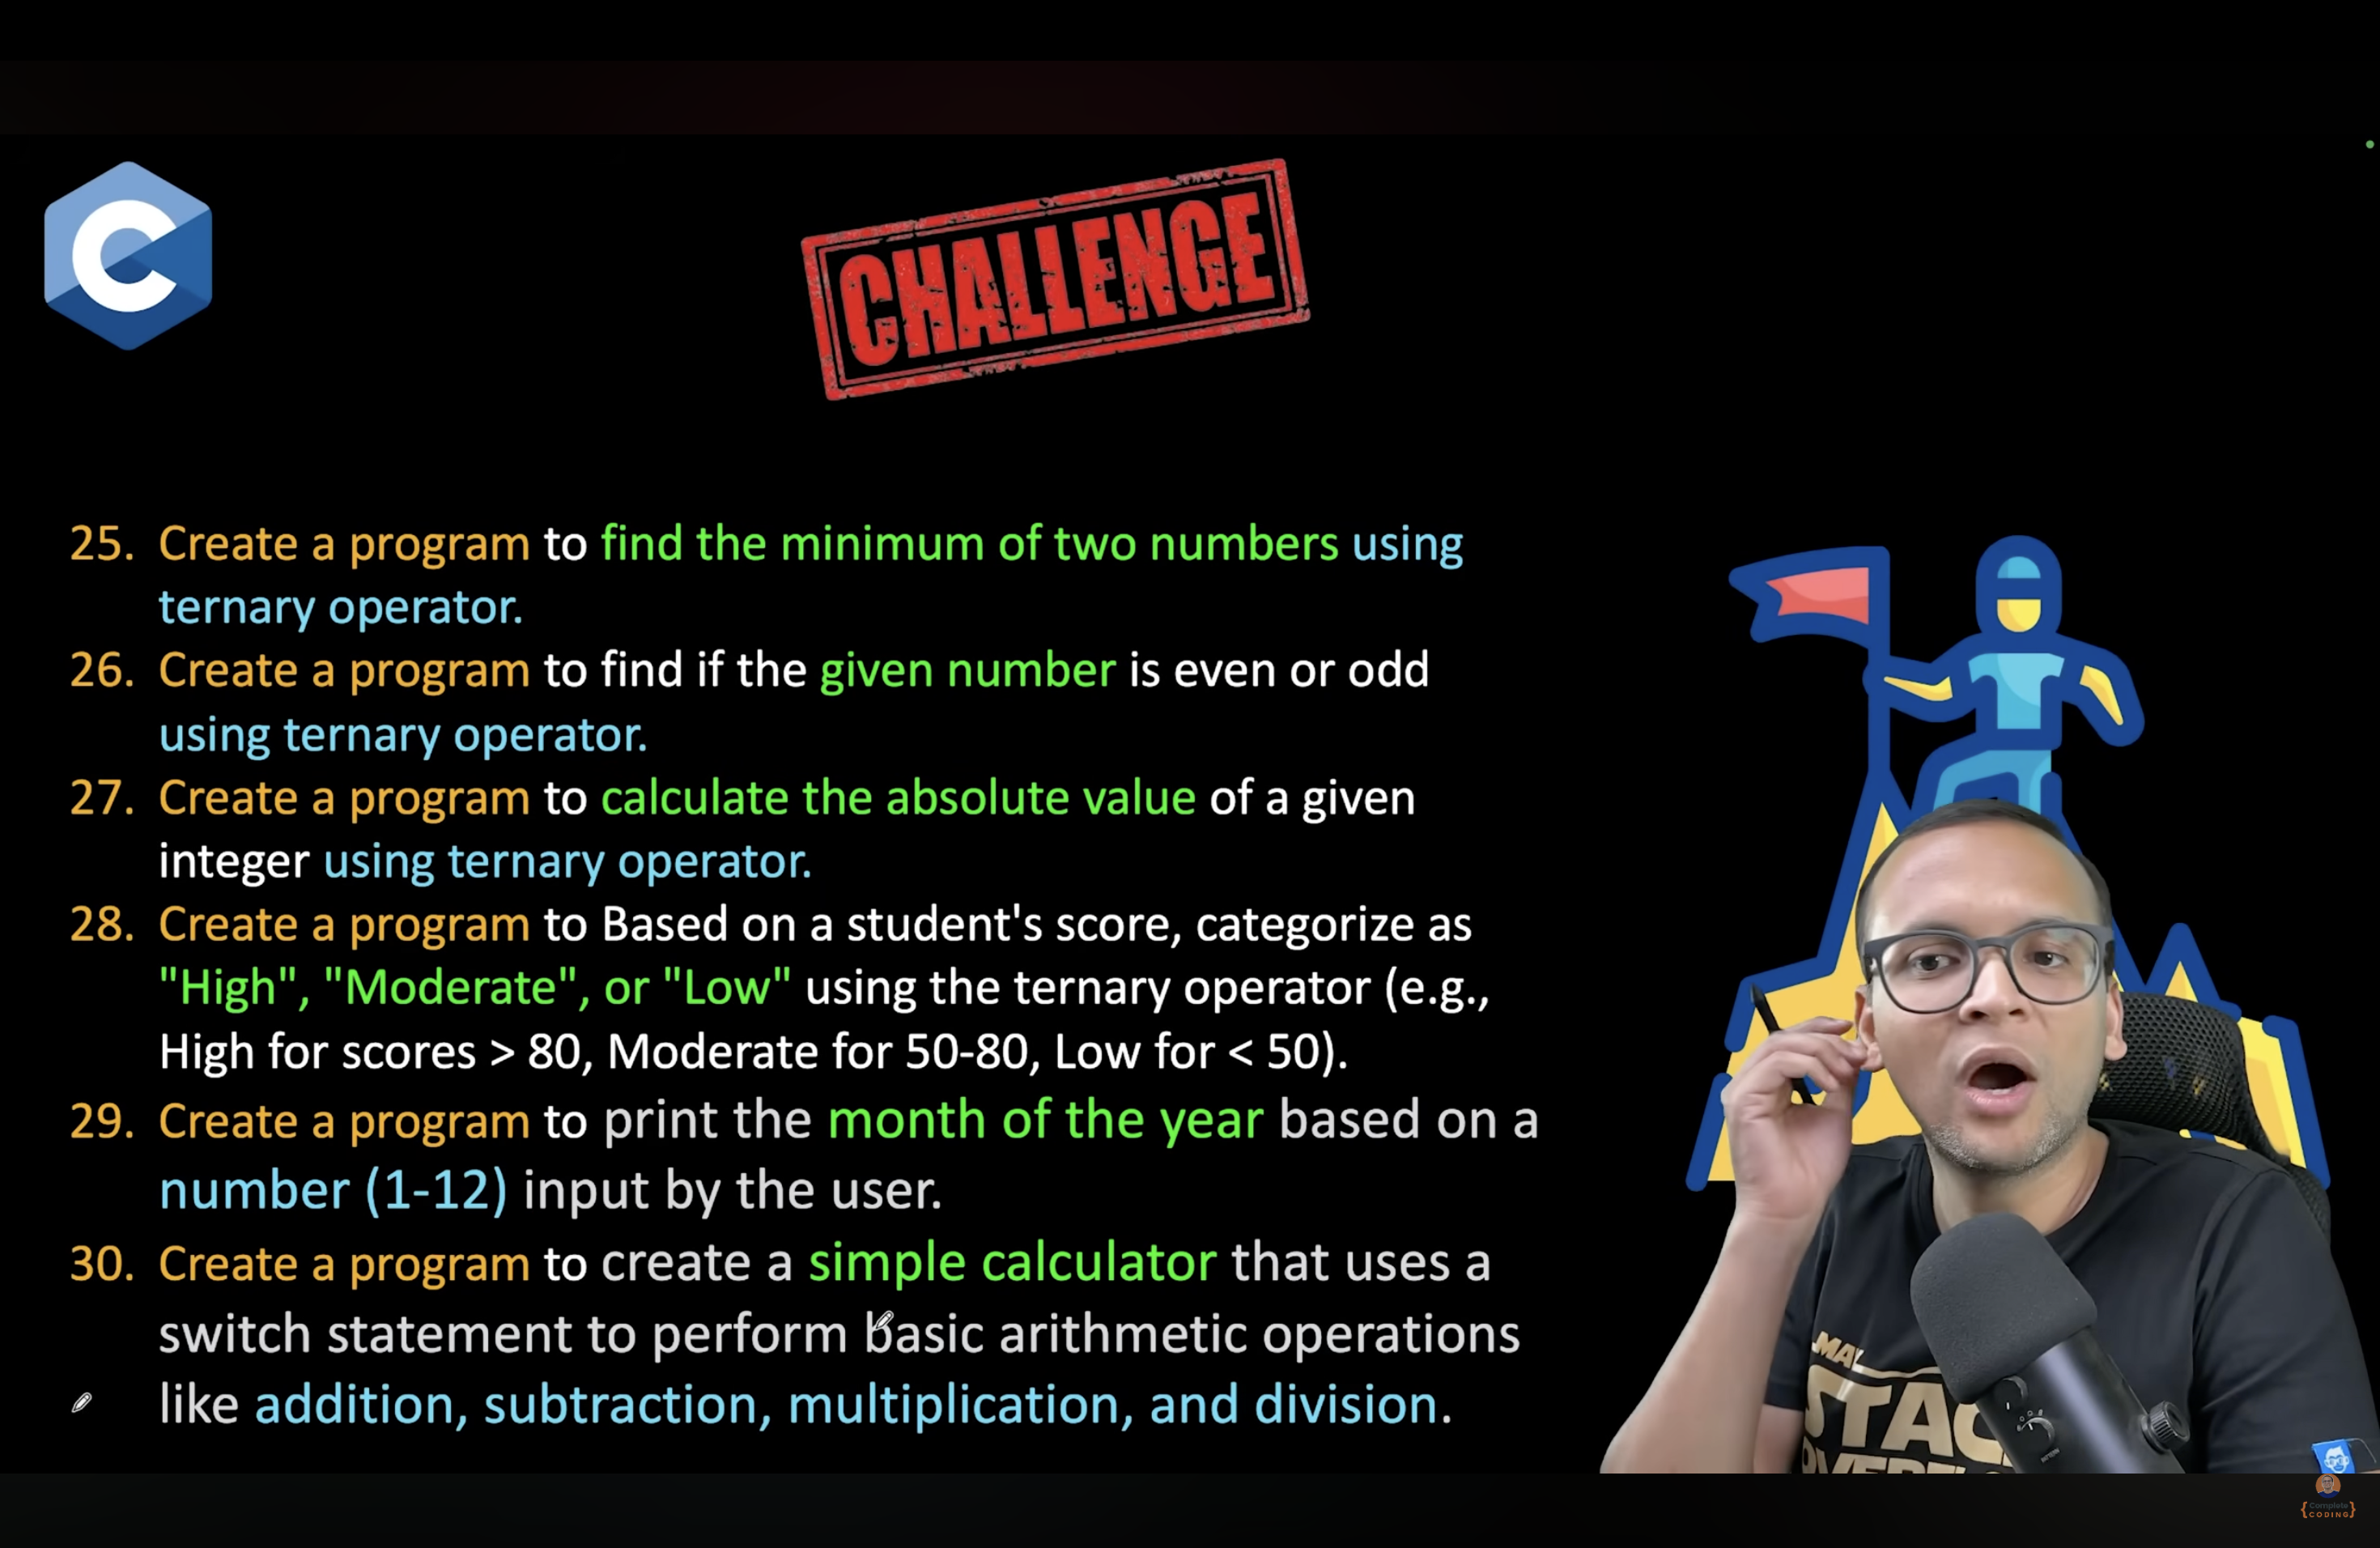 C
CHALLENGE
25. Create a program to find the minimum of two numbers using
ternary operator.
26. Create a program to find if the given number is even or odd
using ternary operator.
27. Create a program to calculate the absolute value of a given
integer using ternary operator.
28. Create a program to Based on a student's score, categorize as
"High", "Moderate", or "Low" using the ternary operator (e.g.,
High for scores > 80, Moderate for 50-80, Low for < 50).
29. Create a program to print the month of the year based on a
number (1-12) input by the user.
30. Create a program to create a simple calculator that uses a
switch statement to perform basic arithmetic operations
like addition, subtraction, multiplication, and division.
MAY
STAC
{Complete
CODING}